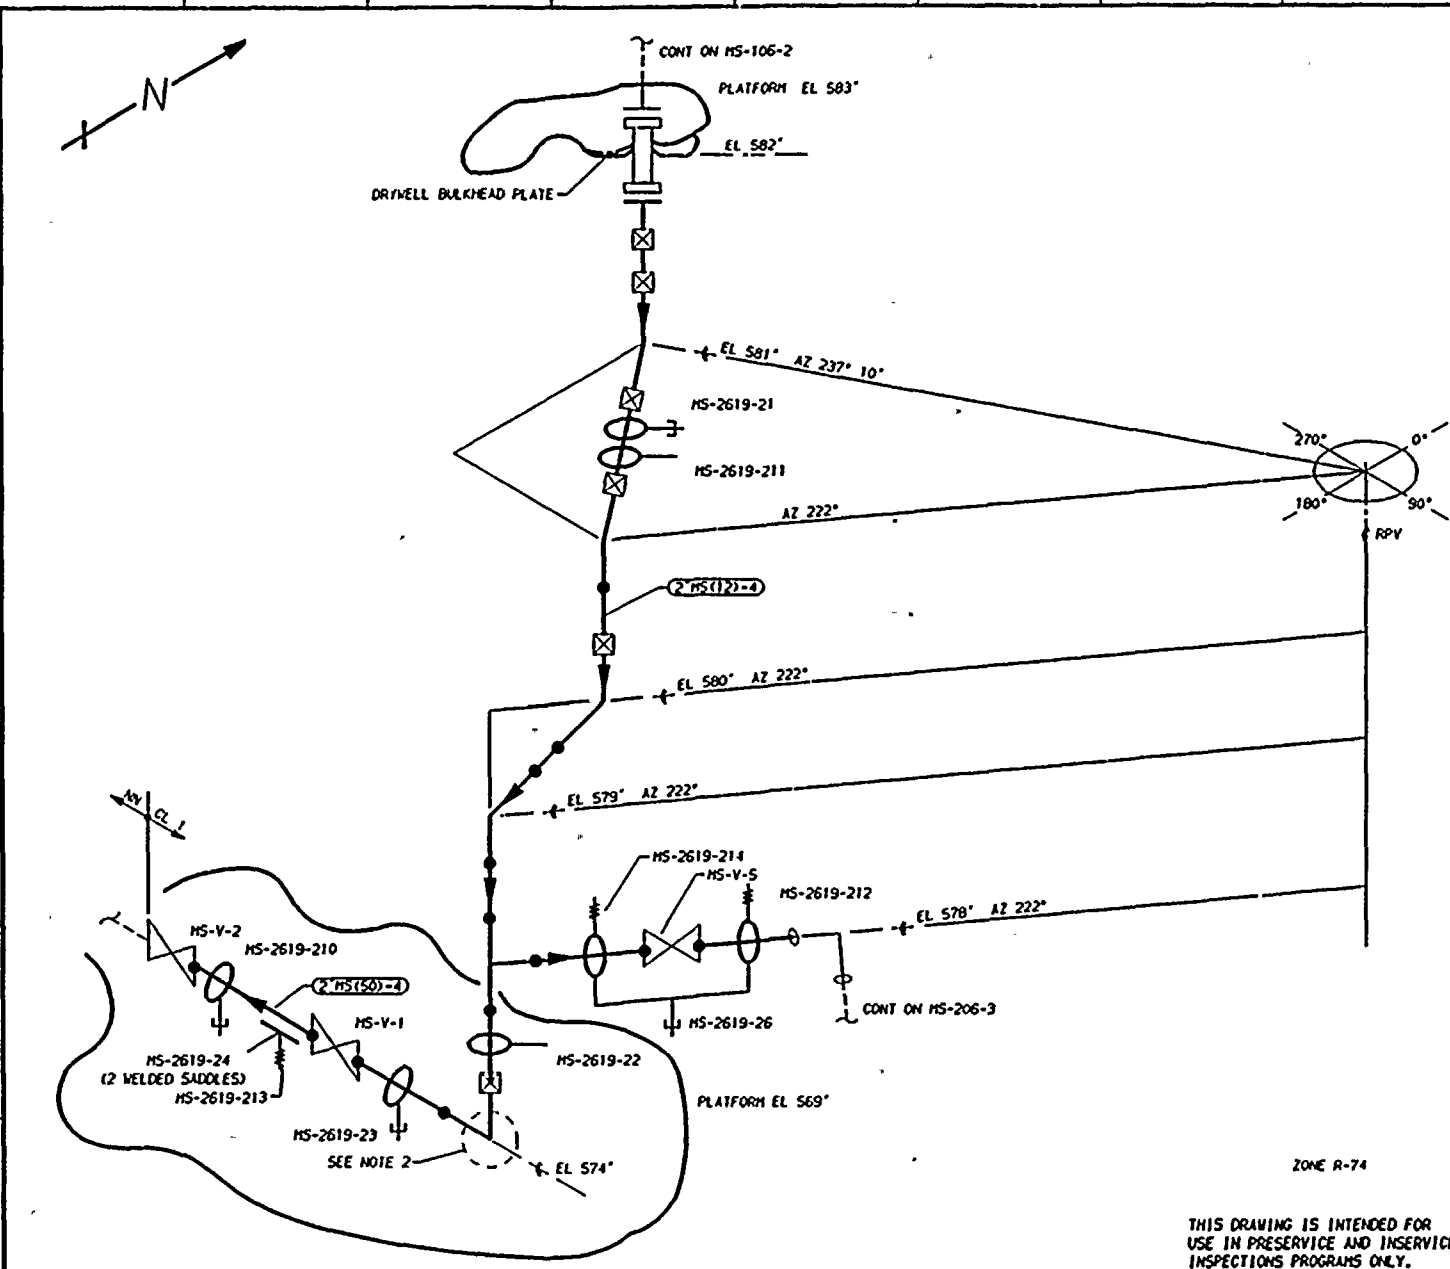 N
CONT ON MS-106-2
PLATFORM EL 583"
EL 582"
DRYWELL BULKHEAD PLATE
EL 581" AZ 237° 10"
MS-2619-21
MS-2619-211
270°
0°
180°
90°
RPV
AZ 222°
2"MS(12)-4
EL 580" AZ 222°
EL 579" AZ 222°
CL 1
MS-2619-214
MS-V-5
MS-2619-212
EL 578" AZ 222°
MS-V-2
MS-2619-210
2"MS(50)-4
MS-V-1
CONT ON MS-206-3
MS-2619-26
MS-2619-24
(2 WELDED SADDLES)
MS-2619-213
MS-2619-22
PLATFORM EL 569"
MS-2619-23
SEE NOTE 2
EL 574"
ZONE R-74
THIS DRAWING IS INTENDED FOR
USE IN PRESERVICE AND INSERVICE
INSPECTIONS PROGRAMS ONLY.